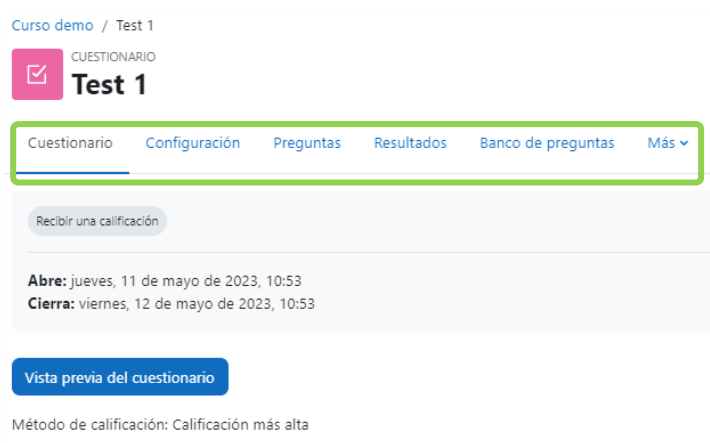 Curso demo / Test 1
CUESTIONARIO
Test 1
Cuestionario Configuración Preguntas Resultados Banco de preguntas Más
Recibir una calificación
Abre: jueves, 11 de mayo de 2023, 10:53
Cierra: viernes, 12 de mayo de 2023, 10:53
Vista previa del cuestionario
Método de calificación: Calificación más alta